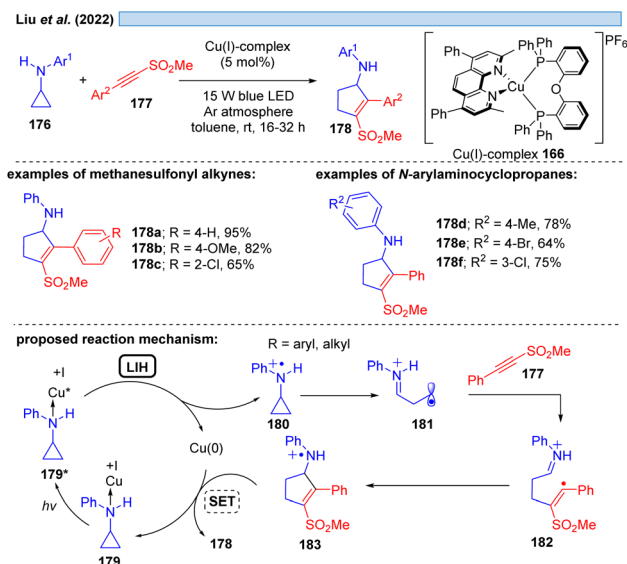 Liu et al. (2022)
H
N
Ar1
176
+
SO2Me
Ar2
177
Cu(I)-complex
(5 mol%)
15 W blue LED
Ar atmosphere
toluene, rt, 16-32 h
Ar1
NH
Ar2
SO2Me
178
Ph
Ph
N
N
Cu
Ph
Me
Ph Ph
P
O
P
Ph Ph
PF6
Cu(I)-complex 166
examples of methanesulfonyl alkynes:
Ph
NH
R
SO2Me
178a; R = 4-H, 95%
178b; R = 4-OMe, 82%
178c; R = 2-Cl, 65%
examples of N-arylaminocyclopropanes:
R2
NH
Ph
SO2Me
178d; R2 = 4-Me, 78%
178e; R2 = 4-Br, 64%
178f; R2 = 3-Cl, 75%
proposed reaction mechanism:
R = aryl, alkyl
+I
Cu*
Ph N H
179*
LIH
hν
+I
Cu
Ph N H
179
Cu(0)
SET
178
Ph +• H
N
180
Ph + H
N
181
SO2Me
Ph
177
Ph
+NH
Ph
SO2Me
182
Ph
+• NH
Ph
SO2Me
183